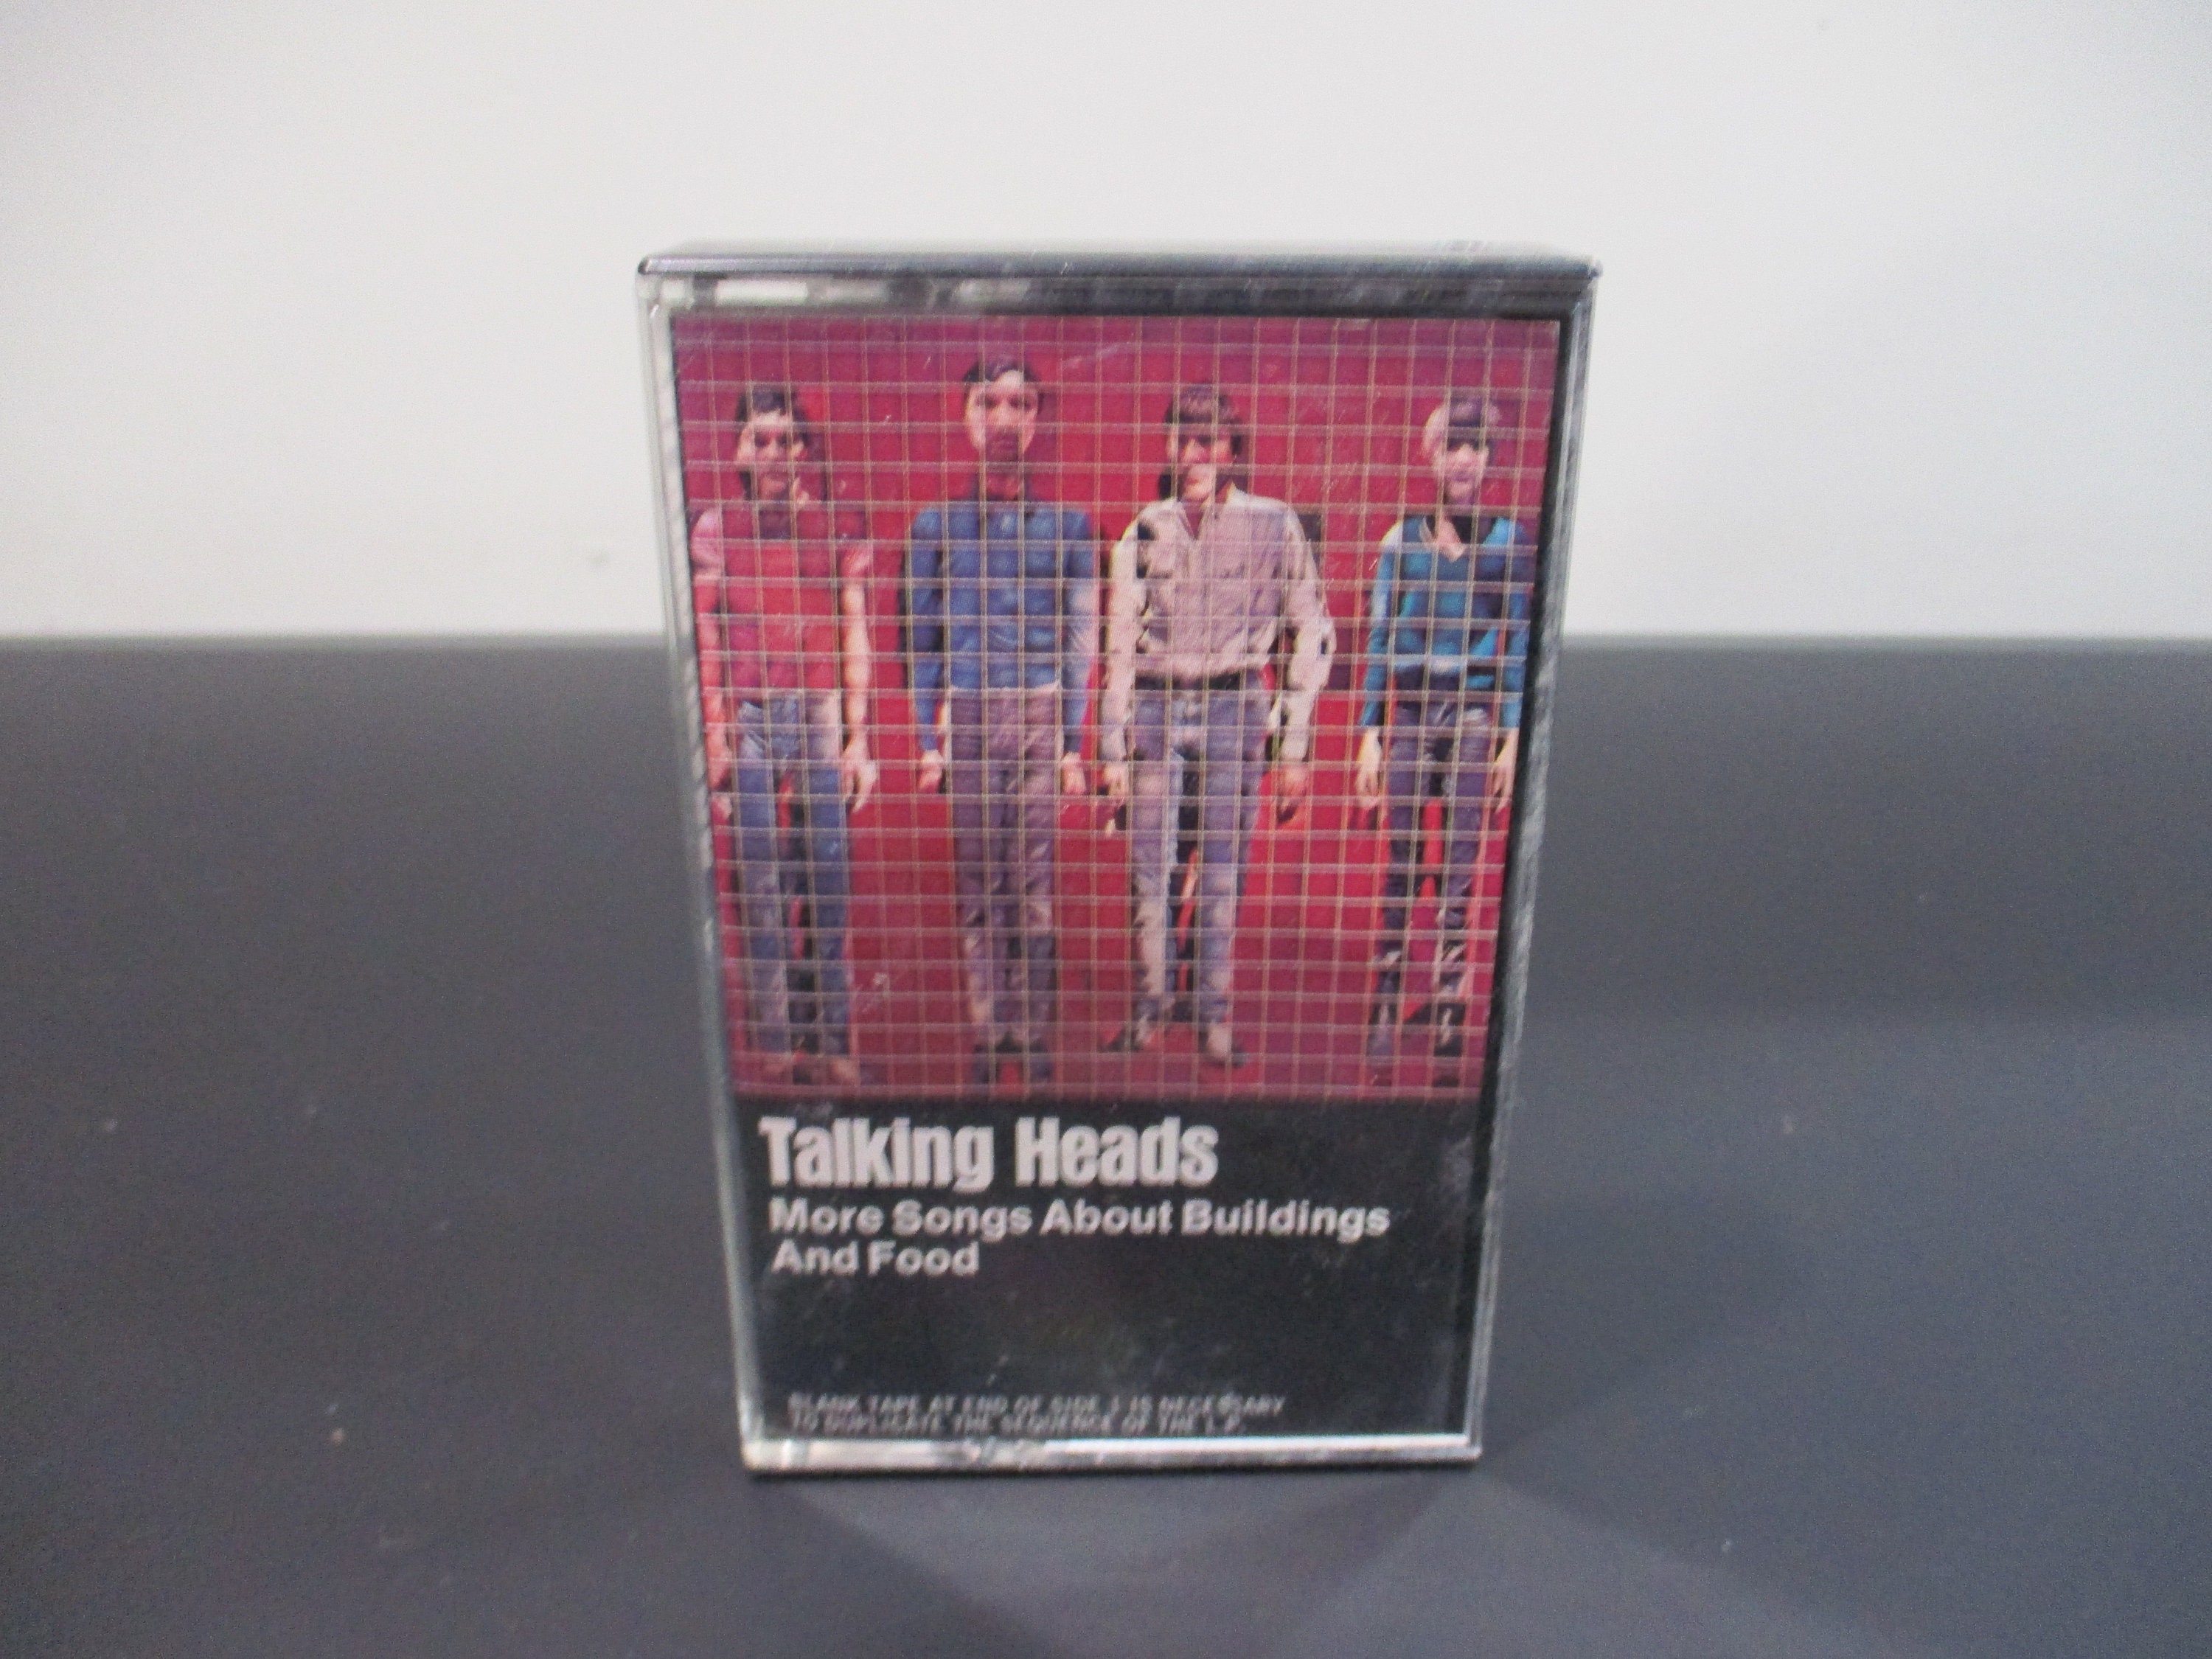 Talking Heads
More Songs About Buildings
And Food
BLANK TAPE AT END OF SIDE 1 IS NECESSARY
TO DUPLICATE THE SEQUENCE OF THE L.P.